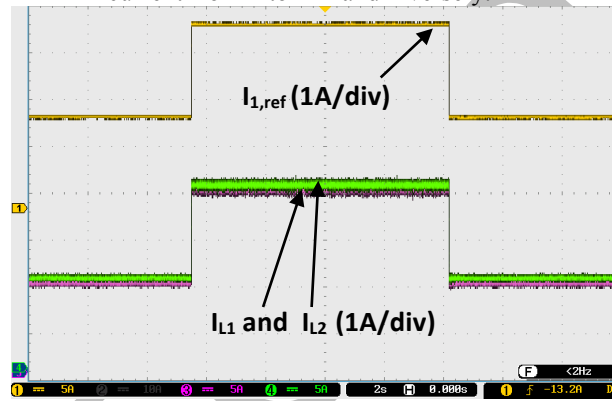 I1,ref (1A/div)
1
IL1 and IL2 (1A/div)
4
F <2Hz
1 5A 2 10A 3 5A 4 5A 2s H 0.000s 1 -13.2A